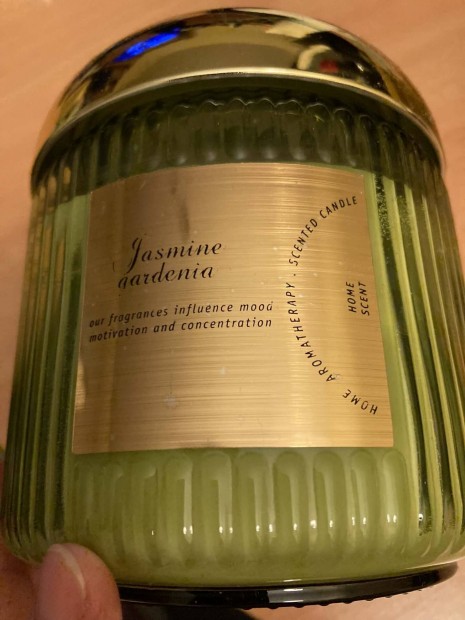 Jasmine
gardenia
our fragrances influence mood
motivation and concentration
HOME AROMATHERAPY · SCENTED CANDLE
HOME
SCENT